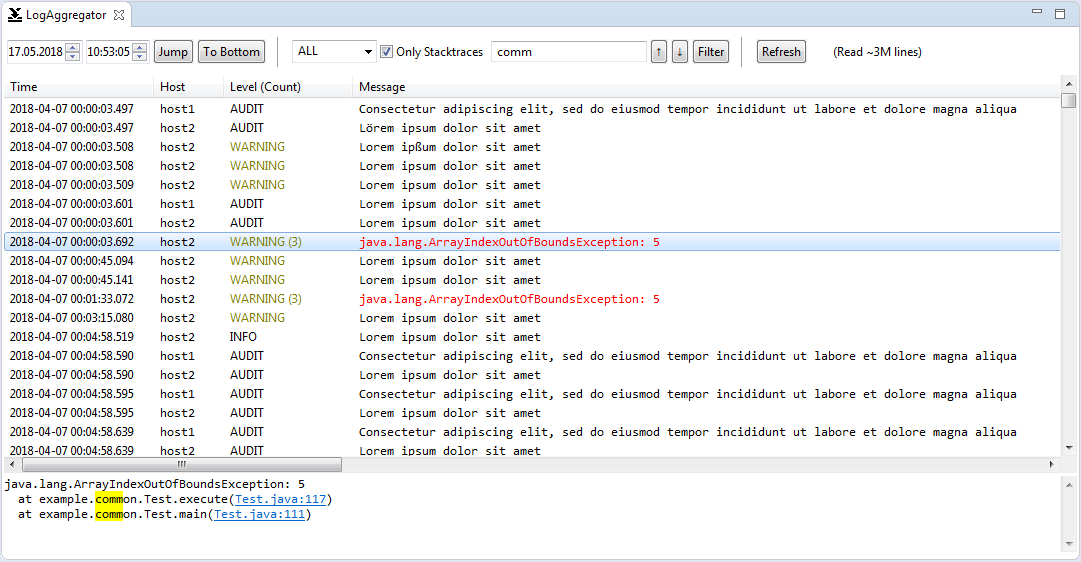 LogAggregator
17.05.2018 10:53:05 Jump To Bottom ALL Only Stacktraces comm ↑ ↓ Filter Refresh (Read ~3M lines)
Time Host Level (Count) Message
2018-04-07 00:00:03.497 host1 AUDIT Consectetur adipiscing elit, sed do eiusmod tempor incididunt ut labore et dolore magna aliqua
2018-04-07 00:00:03.497 host2 AUDIT Lörem ipsum dolor sit amet
2018-04-07 00:00:03.508 host2 WARNING Lorem ipßum dolor sit amet
2018-04-07 00:00:03.508 host2 WARNING Lorem ipsum dolor sit amet
2018-04-07 00:00:03.509 host2 WARNING Lorem ipsum dolor sit amet
2018-04-07 00:00:03.601 host1 AUDIT Lorem ipsum dolor sit amet
2018-04-07 00:00:03.601 host2 AUDIT Lorem ipsum dolor sit amet
2018-04-07 00:00:03.692 host2 WARNING (3) java.lang.ArrayIndexOutOfBoundsException: 5
2018-04-07 00:00:45.094 host2 WARNING Lorem ipsum dolor sit amet
2018-04-07 00:00:45.141 host2 WARNING Lorem ipsum dolor sit amet
2018-04-07 00:01:33.072 host2 WARNING (3) java.lang.ArrayIndexOutOfBoundsException: 5
2018-04-07 00:03:15.080 host2 WARNING Lorem ipsum dolor sit amet
2018-04-07 00:04:58.519 host2 INFO Lorem ipsum dolor sit amet
2018-04-07 00:04:58.590 host1 AUDIT Consectetur adipiscing elit, sed do eiusmod tempor incididunt ut labore et dolore magna aliqua
2018-04-07 00:04:58.590 host2 AUDIT Lorem ipsum dolor sit amet
2018-04-07 00:04:58.595 host1 AUDIT Consectetur adipiscing elit, sed do eiusmod tempor incididunt ut labore et dolore magna aliqua
2018-04-07 00:04:58.595 host2 AUDIT Lorem ipsum dolor sit amet
2018-04-07 00:04:58.639 host1 AUDIT Consectetur adipiscing elit, sed do eiusmod tempor incididunt ut labore et dolore magna aliqua
2018-04-07 00:04:58.639 host2 AUDIT Lorem ipsum dolor sit amet
java.lang.ArrayIndexOutOfBoundsException: 5
at example.common.Test.execute(Test.java:117)
at example.common.Test.main(Test.java:111)